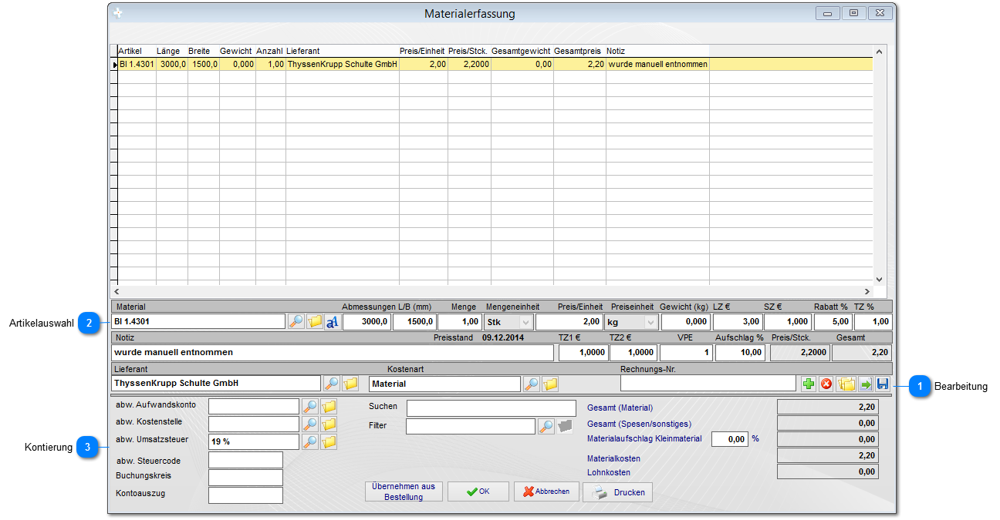 Materialerfassung
Artikel Länge Breite Gewicht Anzahl Lieferant Preis/Einheit Preis/Stck. Gesamtgewicht Gesamtpreis Notiz
Bl 1.4301 3000,0 1500,0 0,000 1,00 ThyssenKrupp Schulte GmbH 2,00 2,2000 0,00 2,20 wurde manuell entnommen
Material Abmessungen L/B (mm) Menge Mengeneinheit Preis/Einheit Preiseinheit Gewicht (kg) LZ € SZ € Rabatt % TZ %
Artikelauswahl 2 Bl 1.4301 aA 3000,0 1500,0 1,00 Stk 2,00 kg 0,000 3,00 1,000 5,00 1,00
Notiz Preisstand 09.12.2014 TZ1 € TZ2 € VPE Aufschlag % Preis/Stck. Gesamt
wurde manuell entnommen 1,0000 1,0000 1 10,00 2,2000 2,20
Lieferant Kostenart Rechnungs-Nr.
ThyssenKrupp Schulte GmbH Material 1 Bearbeitung
abw. Aufwandskonto Suchen Gesamt (Material) 2,20
abw. Kostenstelle Filter Gesamt (Spesen/sonstiges) 0,00
Kontierung 3 abw. Umsatzsteuer 19 % Materialaufschlag Kleinmaterial 0,00 % 0,00
abw. Steuercode Materialkosten 2,20
Buchungskreis Lohnkosten 0,00
Kontoauszug Übernehmen aus OK Abbrechen Drucken
Bestellung